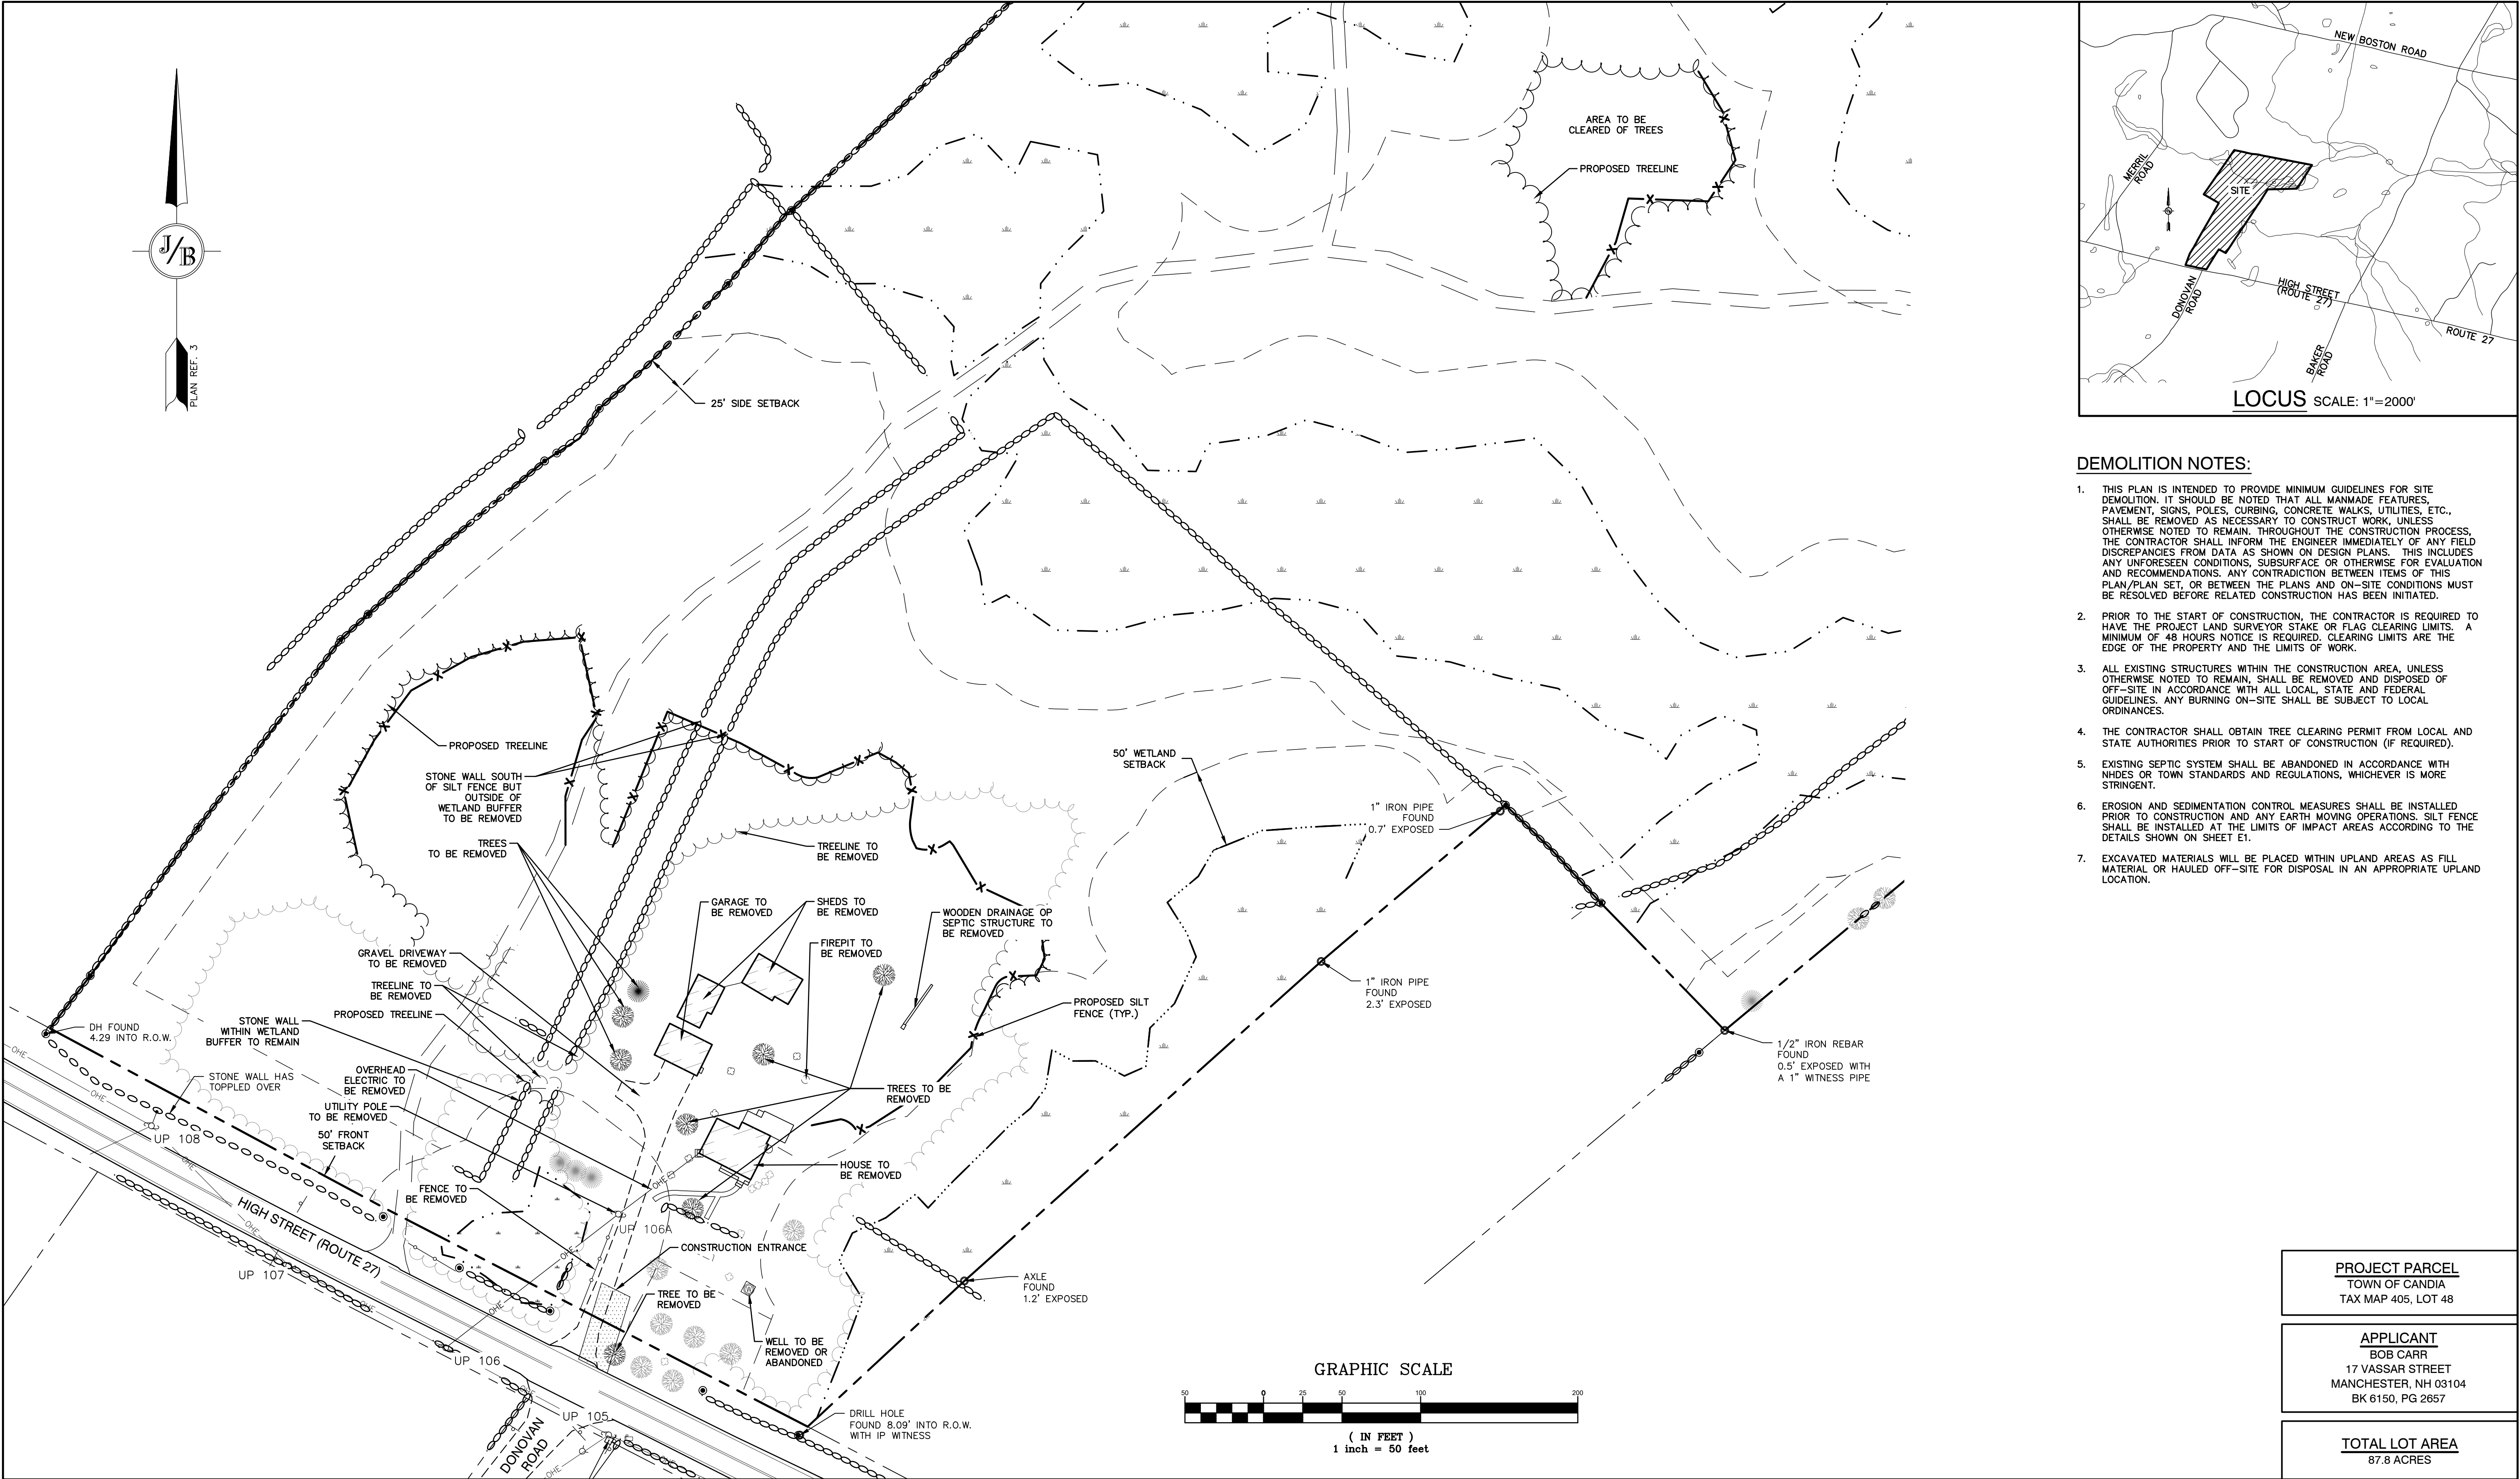 J/B
PLAN REF. 3
25' SIDE SETBACK
AREA TO BE
CLEARED OF TREES
PROPOSED TREELINE
PROPOSED TREELINE
STONE WALL SOUTH
OF SILT FENCE BUT
OUTSIDE OF
WETLAND BUFFER
TO BE REMOVED
TREES
TO BE REMOVED
TREELINE TO
BE REMOVED
50' WETLAND
SETBACK
1" IRON PIPE
FOUND
0.7' EXPOSED
GARAGE TO
BE REMOVED
SHEDS TO
BE REMOVED
WOODEN DRAINAGE OP
SEPTIC STRUCTURE TO
BE REMOVED
FIREPIT TO
BE REMOVED
GRAVEL DRIVEWAY
TO BE REMOVED
TREELINE TO
BE REMOVED
PROPOSED TREELINE
STONE WALL
WITHIN WETLAND
BUFFER TO REMAIN
OVERHEAD
ELECTRIC TO
BE REMOVED
UTILITY POLE
TO BE REMOVED
50' FRONT
SETBACK
DH FOUND
4.29 INTO R.O.W.
STONE WALL HAS
TOPPLED OVER
PROPOSED SILT
FENCE (TYP.)
1" IRON PIPE
FOUND
2.3' EXPOSED
1/2" IRON REBAR
FOUND
0.5' EXPOSED WITH
A 1" WITNESS PIPE
TREES TO BE
REMOVED
HOUSE TO
BE REMOVED
FENCE TO
BE REMOVED
OHE
OHE
OHE
OHE
OHE
OHE
OHE
OHE
OHE
OHE
UP 108
UP 107
UP 106A
UP 106
UP 105
HIGH STREET (ROUTE 27)
DONOVAN
ROAD
CONSTRUCTION ENTRANCE
TREE TO BE
REMOVED
WELL TO BE
REMOVED OR
ABANDONED
AXLE
FOUND
1.2' EXPOSED
DRILL HOLE
FOUND 8.09' INTO R.O.W.
WITH IP WITNESS
GRAPHIC SCALE
50 0 25 50 100 200
( IN FEET )
1 inch = 50 feet
NEW BOSTON ROAD
MERRIL
ROAD
SITE
DONOVAN
ROAD
HIGH STREET
(ROUTE 27)
ROUTE 27
BAKER
ROAD
LOCUS SCALE: 1"=2000'
DEMOLITION NOTES:
1. THIS PLAN IS INTENDED TO PROVIDE MINIMUM GUIDELINES FOR SITE
DEMOLITION. IT SHOULD BE NOTED THAT ALL MANMADE FEATURES,
PAVEMENT, SIGNS, POLES, CURBING, CONCRETE WALKS, UTILITIES, ETC.,
SHALL BE REMOVED AS NECESSARY TO CONSTRUCT WORK, UNLESS
OTHERWISE NOTED TO REMAIN. THROUGHOUT THE CONSTRUCTION PROCESS,
THE CONTRACTOR SHALL INFORM THE ENGINEER IMMEDIATELY OF ANY FIELD
DISCREPANCIES FROM DATA AS SHOWN ON DESIGN PLANS. THIS INCLUDES
ANY UNFORESEEN CONDITIONS, SUBSURFACE OR OTHERWISE FOR EVALUATION
AND RECOMMENDATIONS. ANY CONTRADICTION BETWEEN ITEMS OF THIS
PLAN/PLAN SET, OR BETWEEN THE PLANS AND ON-SITE CONDITIONS MUST
BE RESOLVED BEFORE RELATED CONSTRUCTION HAS BEEN INITIATED.
2. PRIOR TO THE START OF CONSTRUCTION, THE CONTRACTOR IS REQUIRED TO
HAVE THE PROJECT LAND SURVEYOR STAKE OR FLAG CLEARING LIMITS. A
MINIMUM OF 48 HOURS NOTICE IS REQUIRED. CLEARING LIMITS ARE THE
EDGE OF THE PROPERTY AND THE LIMITS OF WORK.
3. ALL EXISTING STRUCTURES WITHIN THE CONSTRUCTION AREA, UNLESS
OTHERWISE NOTED TO REMAIN, SHALL BE REMOVED AND DISPOSED OF
OFF-SITE IN ACCORDANCE WITH ALL LOCAL, STATE AND FEDERAL
GUIDELINES. ANY BURNING ON-SITE SHALL BE SUBJECT TO LOCAL
ORDINANCES.
4. THE CONTRACTOR SHALL OBTAIN TREE CLEARING PERMIT FROM LOCAL AND
STATE AUTHORITIES PRIOR TO START OF CONSTRUCTION (IF REQUIRED).
5. EXISTING SEPTIC SYSTEM SHALL BE ABANDONED IN ACCORDANCE WITH
NHDES OR TOWN STANDARDS AND REGULATIONS, WHICHEVER IS MORE
STRINGENT.
6. EROSION AND SEDIMENTATION CONTROL MEASURES SHALL BE INSTALLED
PRIOR TO CONSTRUCTION AND ANY EARTH MOVING OPERATIONS. SILT FENCE
SHALL BE INSTALLED AT THE LIMITS OF IMPACT AREAS ACCORDING TO THE
DETAILS SHOWN ON SHEET E1.
7. EXCAVATED MATERIALS WILL BE PLACED WITHIN UPLAND AREAS AS FILL
MATERIAL OR HAULED OFF-SITE FOR DISPOSAL IN AN APPROPRIATE UPLAND
LOCATION.
PROJECT PARCEL
TOWN OF CANDIA
TAX MAP 405, LOT 48
APPLICANT
BOB CARR
17 VASSAR STREET
MANCHESTER, NH 03104
BK 6150, PG 2657
TOTAL LOT AREA
87.8 ACRES